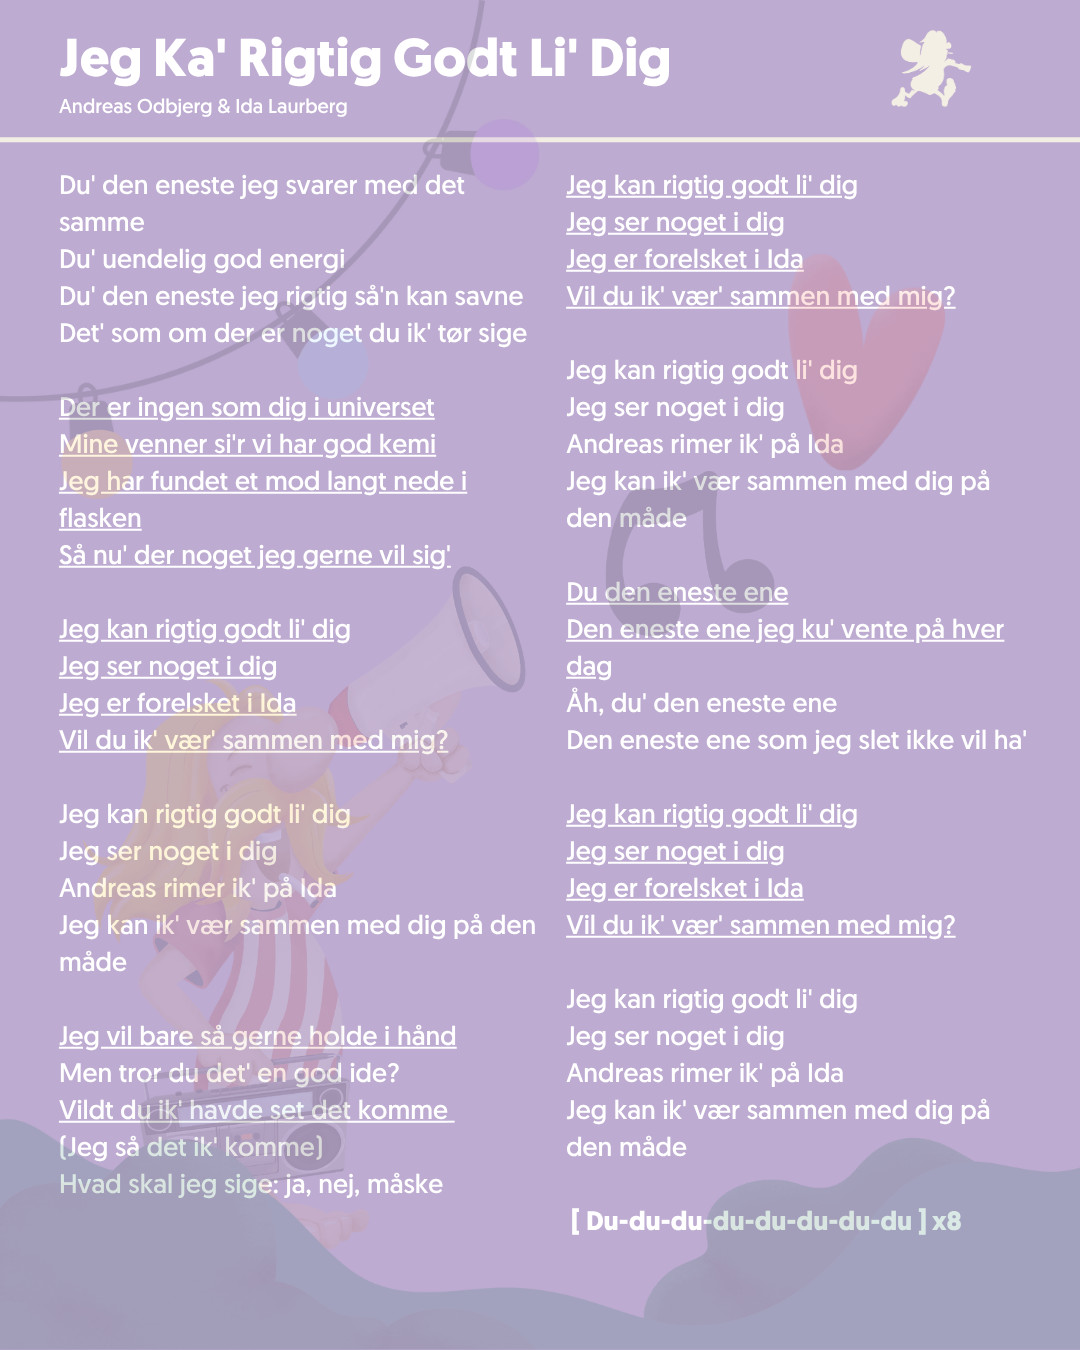 Jeg Ka' Rigtig Godt Li' Dig
Andreas Odbjerg & Ida Laurberg
Du' den eneste jeg svarer med det
samme
Du' uendelig god energi
Du' den eneste jeg rigtig så'n kan savne
Det' som om der er noget du ik' tør sige
Der er ingen som dig i universet
Mine venner si'r vi har god kemi
Jeg har fundet et mod langt nede i
flasken
Så nu' der noget jeg gerne vil sig'
Jeg kan rigtig godt li' dig
Jeg ser noget i dig
Jeg er forelsket i Ida
Vil du ik' vær' sammen med mig?
Jeg kan rigtig godt li' dig
Jeg ser noget i dig
Andreas rimer ik' på Ida
Jeg kan ik' vær sammen med dig på den
måde
Jeg vil bare så gerne holde i hånd
Men tror du det' en god ide?
Vildt du ik' havde set det komme
(Jeg så det ik' komme)
Hvad skal jeg sige: ja, nej, måske
Jeg kan rigtig godt li' dig
Jeg ser noget i dig
Jeg er forelsket i Ida
Vil du ik' vær' sammen med mig?
Jeg kan rigtig godt li' dig
Jeg ser noget i dig
Andreas rimer ik' på Ida
Jeg kan ik' vær sammen med dig på
den måde
Du den eneste ene
Den eneste ene jeg ku' vente på hver
dag
Åh, du' den eneste ene
Den eneste ene som jeg slet ikke vil ha'
Jeg kan rigtig godt li' dig
Jeg ser noget i dig
Jeg er forelsket i Ida
Vil du ik' vær' sammen med mig?
Jeg kan rigtig godt li' dig
Jeg ser noget i dig
Andreas rimer ik' på Ida
Jeg kan ik' vær sammen med dig på
den måde
[ Du-du-du-du-du-du-du-du ] x8